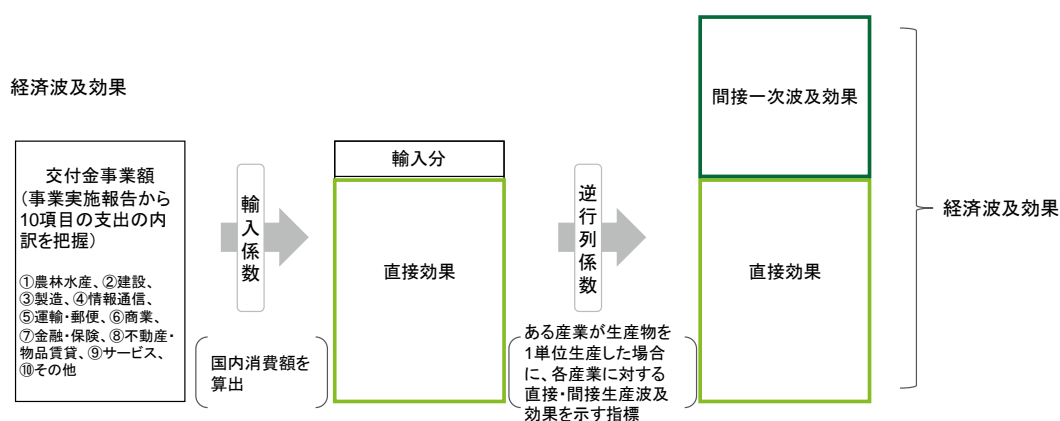 経済波及効果
交付金事業額
(事業実施報告から
10項目の支出の内
訳を把握)
①農林水産、②建設、
③製造、④情報通信、
⑤運輸・郵便、⑥商業、
⑦金融・保険、⑧不動産・
物品賃貸、⑨サービス、
⑩その他
輸入係数
国内消費額を
算出
輸入分
直接効果
逆行列係数
ある産業が生産物を
1単位生産した場合
に、各産業に対する
直接・間接生産波及
効果を示す指標
間接一次波及効果
直接効果
経済波及効果